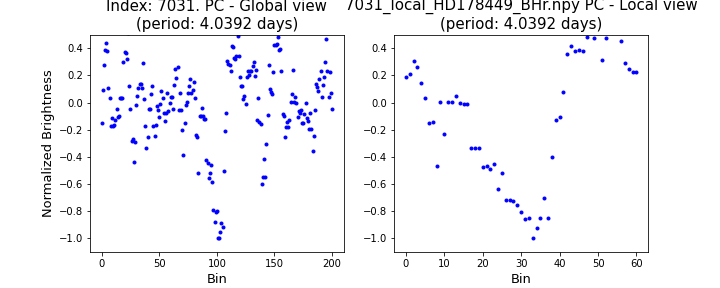 Index: 7031. PC - Global view
(period: 4.0392 days)
7031_local_HD178449_BHr.npy PC - Local view
(period: 4.0392 days)
Normalized Brightness
0.4
0.2
0.0
−0.2
−0.4
−0.6
−0.8
−1.0
0 50 100 150 200
Bin
0.4
0.2
0.0
−0.2
−0.4
−0.6
−0.8
−1.0
0 10 20 30 40 50 60
Bin